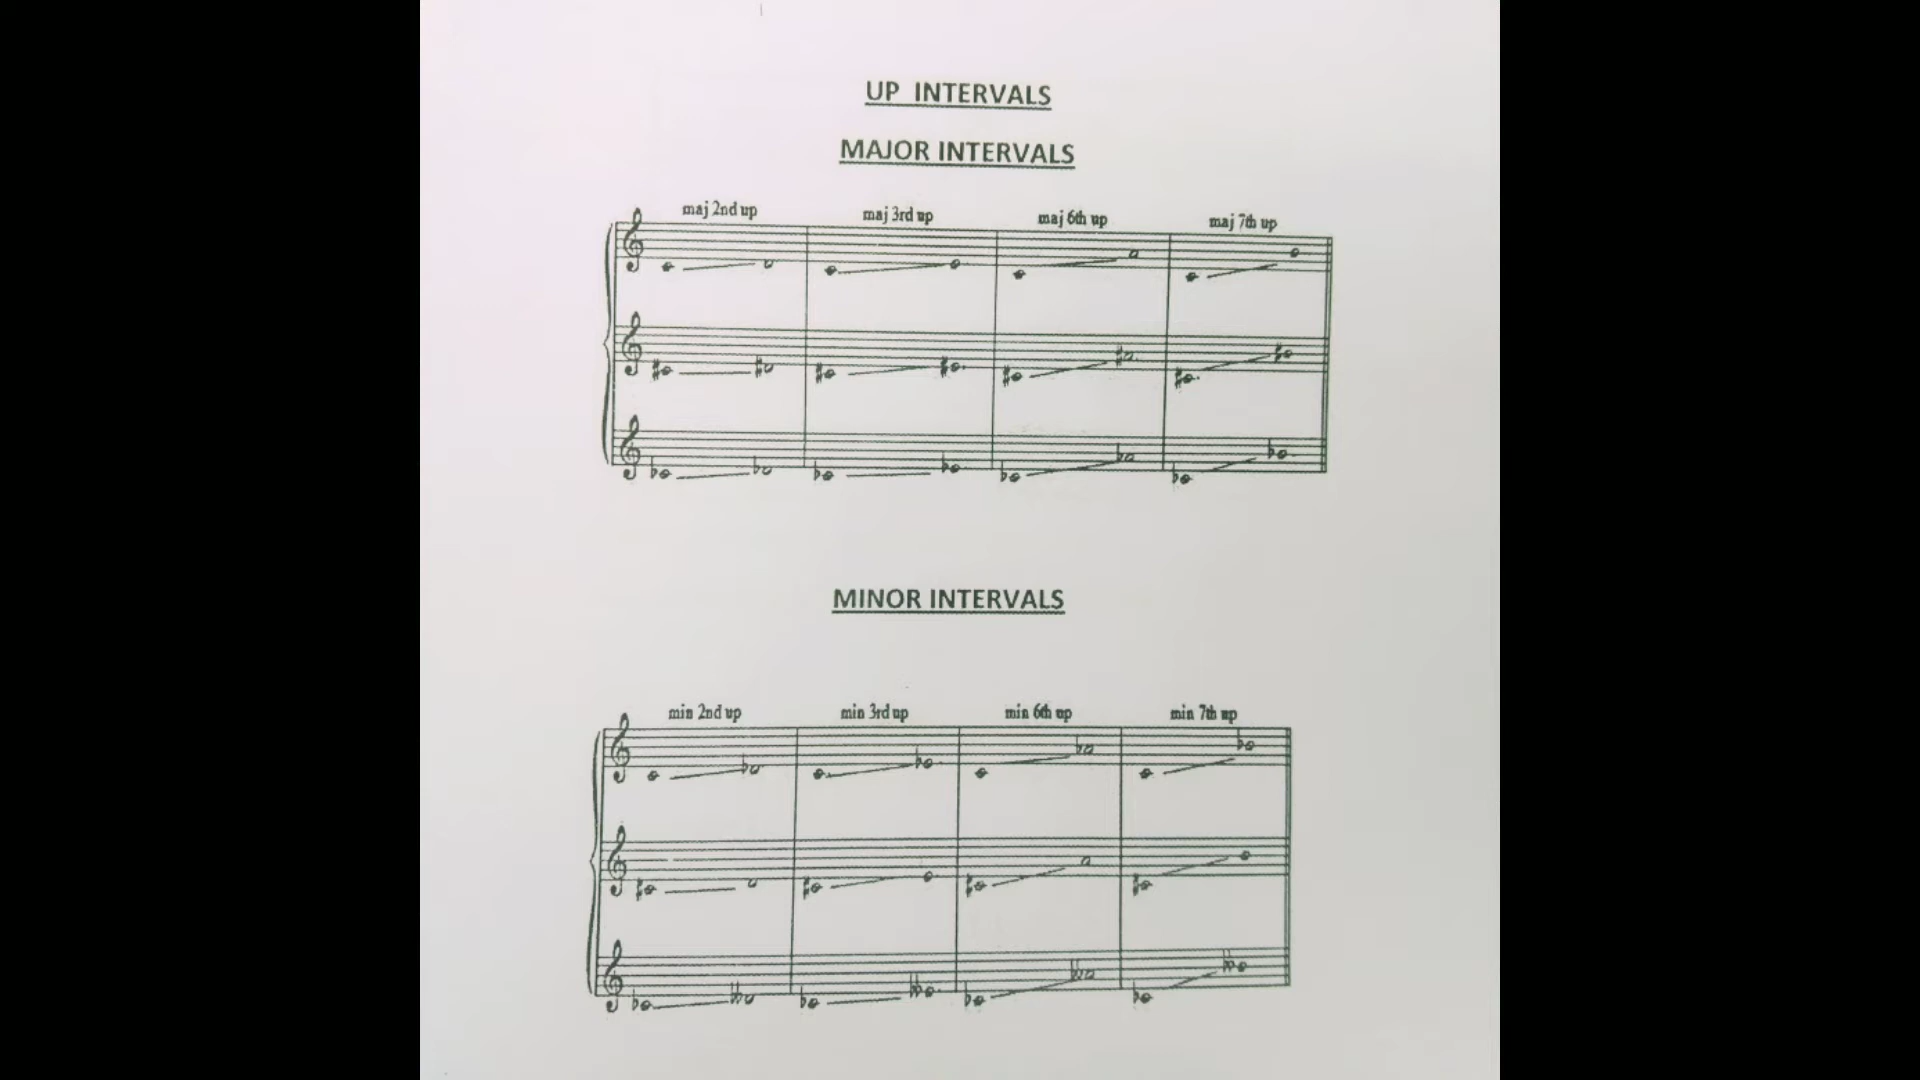 UP INTERVALS
MAJOR INTERVALS
maj 2nd up maj 3rd up maj 6th up maj 7th up
MINOR INTERVALS
min 2nd up min 3rd up min 6th up min 7th up